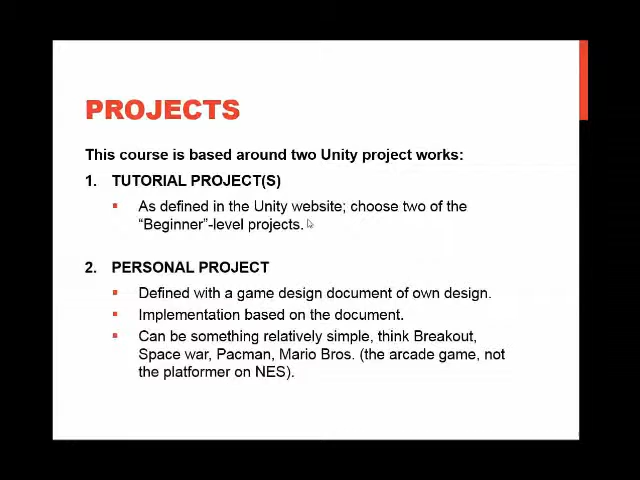 PROJECTS
This course is based around two Unity project works:
1. TUTORIAL PROJECT(S)
▪ As defined in the Unity website; choose two of the
“Beginner”-level projects.
2. PERSONAL PROJECT
▪ Defined with a game design document of own design.
▪ Implementation based on the document.
▪ Can be something relatively simple, think Breakout,
Space war, Pacman, Mario Bros. (the arcade game, not
the platformer on NES).